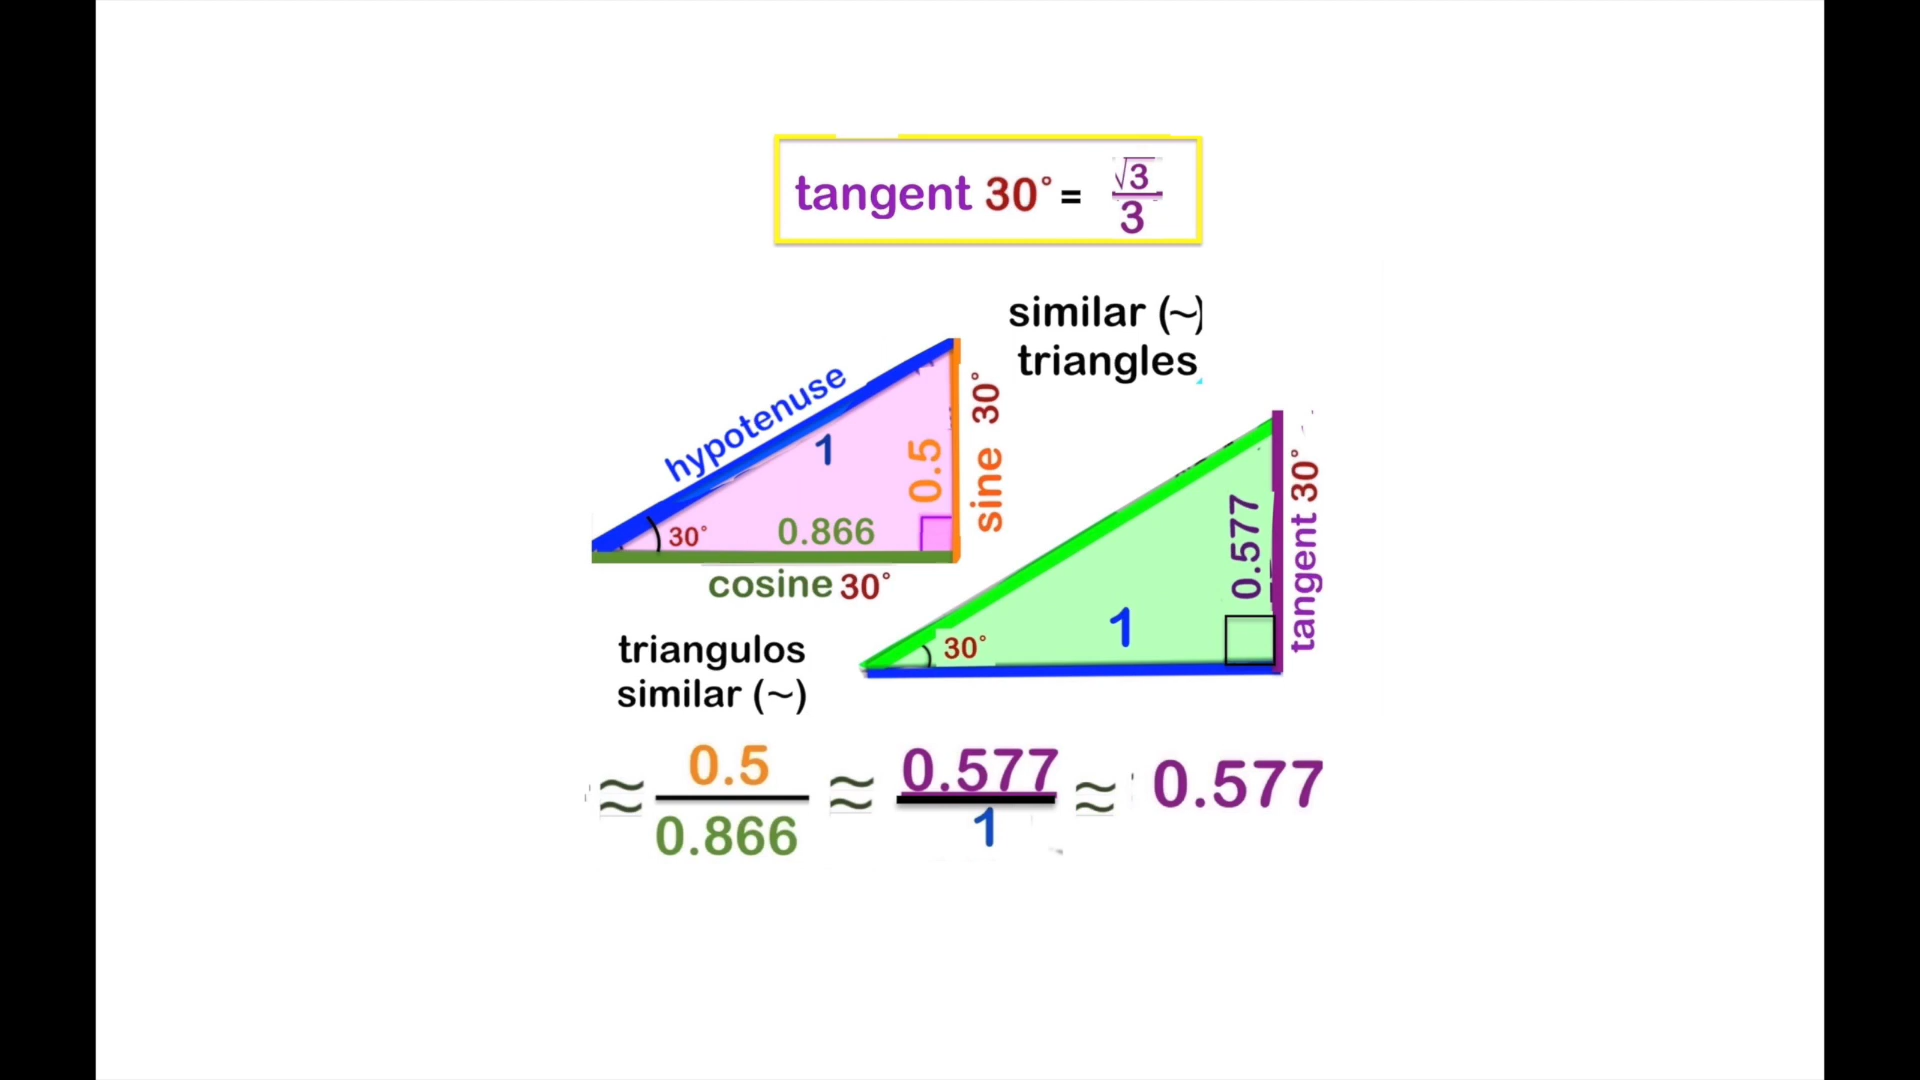 tangent 30° = √3/3
similar (~)
triangles
hypotenuse
1
0.5
sine 30°
30°
0.866
cosine 30°
0.577
tangent 30°
1
30°
triangulos
similar (~)
≈ 0.5/0.866 ≈ 0.577/1 ≈ 0.577